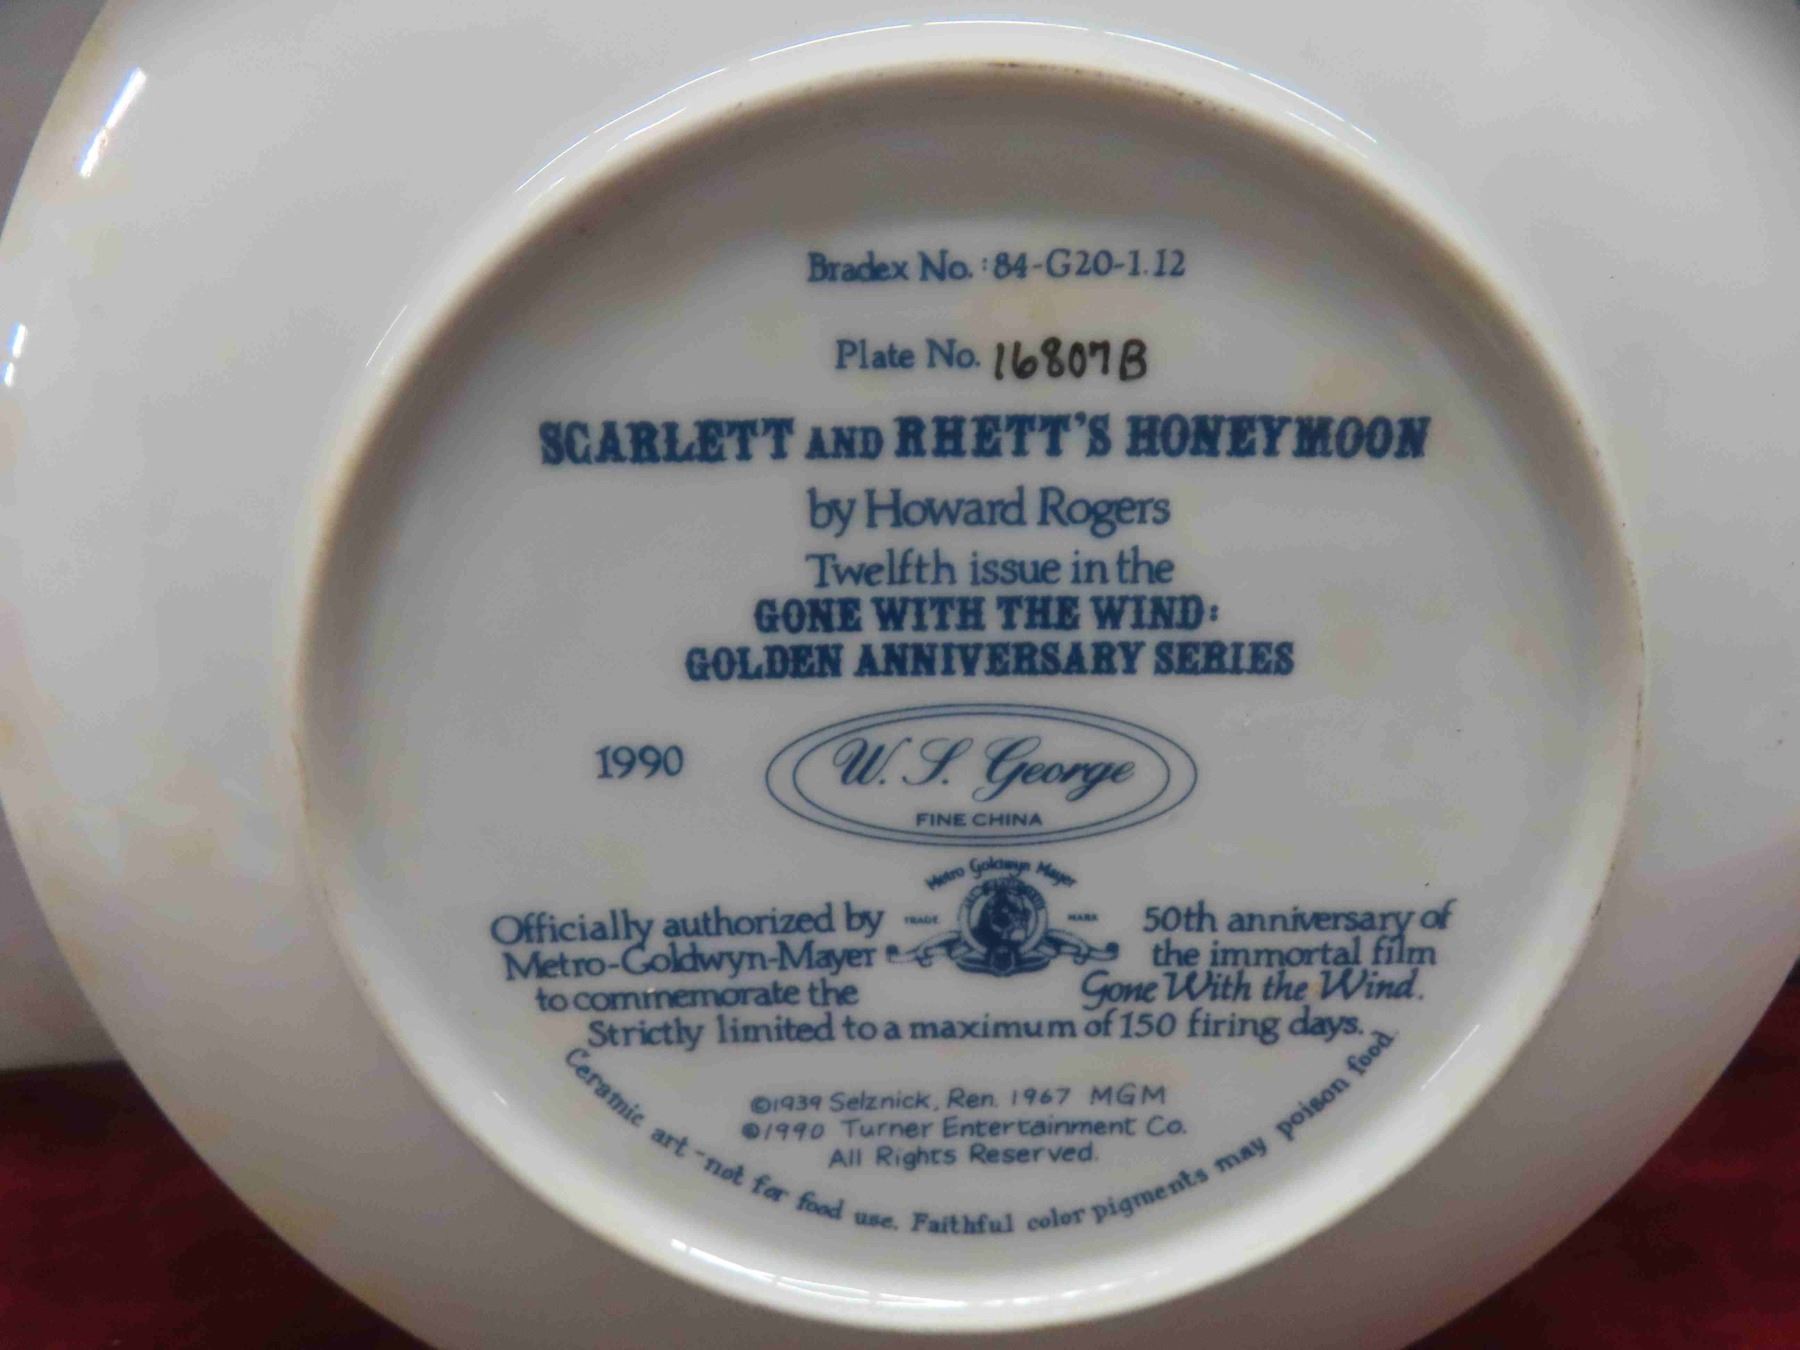 Bradex No.:84-G20-1.12
Plate No. 16807B
SCARLETT AND RHETT'S HONEYMOON
by Howard Rogers
Twelfth issue in the
GONE WITH THE WIND:
GOLDEN ANNIVERSARY SERIES
1990
W. S. George
FINE CHINA
Metro Goldwyn Mayer
TRADE MARK
Officially authorized by
Metro-Goldwyn-Mayer
to commemorate the
50th anniversary of
the immortal film
Gone With the Wind.
Strictly limited to a maximum of 150 firing days.
©1939 Selznick, Ren. 1967 MGM
©1990 Turner Entertainment Co.
All Rights Reserved.
Ceramic art - not for food use. Faithful color pigments may poison food.